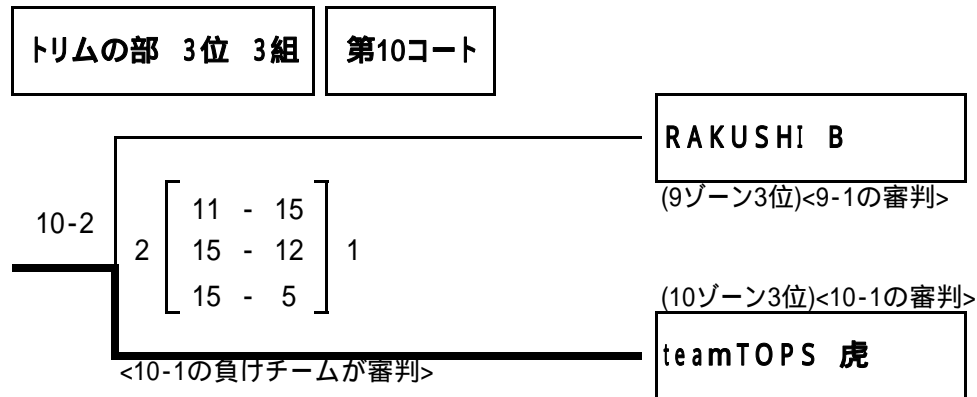 トリムの部 3位 3組 第10コート
RAKUSHI B
(9ゾーン3位)<9-1の審判>
10-2
2 1
11 - 15
15 - 12
15 - 5
(10ゾーン3位)<10-1の審判>
teamTOPS 虎
<10-1の負けチームが審判>